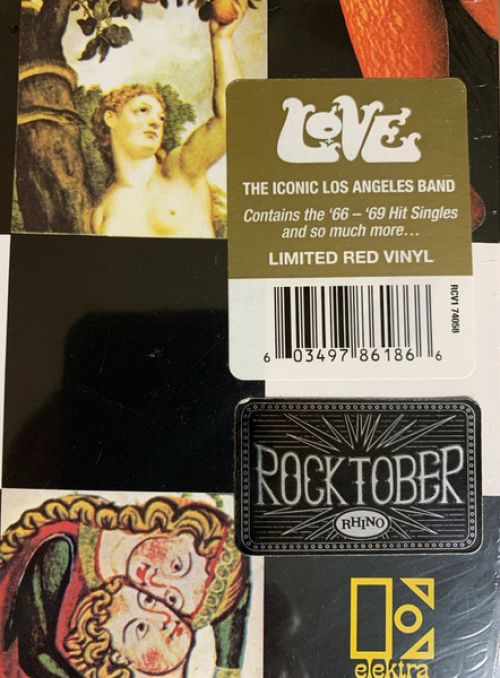 LOVE
THE ICONIC LOS ANGELES BAND
Contains the '66 – '69 Hit Singles
and so much more...
LIMITED RED VINYL
RCV1 74058
6 03497 86186 6
ROCKTOBER
RHINO
elektra